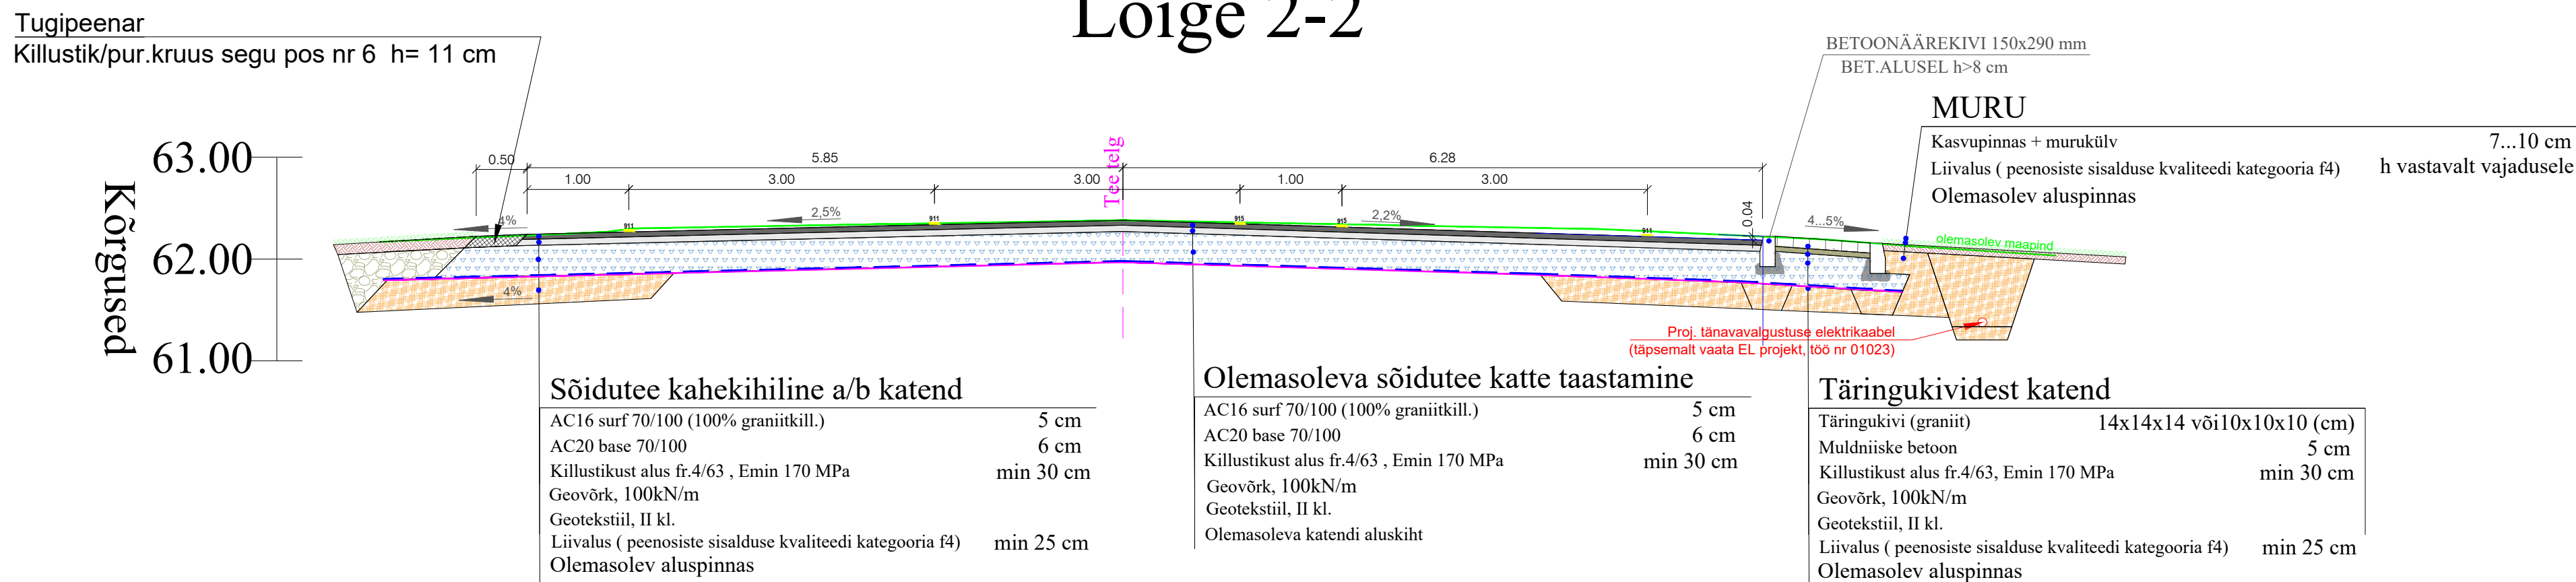 Lõige 2-2
Tugipeenar
Killustik/pur.kruus segu pos nr 6 h= 11 cm
BETOONÄÄREKIVI 150x290 mm
BET.ALUSEL h>8 cm
MURU
Kasvupinnas + murukülv 7...10 cm
Liivalus ( peenosiste sisalduse kvaliteedi kategooria f4) h vastavalt vajadusele
Olemasolev aluspinnas
Kõrgused
63.00
62.00
61.00
0.50 5.85 6.28
1.00 3.00 3.00 1.00 3.00
Tee telg
0.04
4% 2,5% 2,2% 4...5%
911 911 915 915 911
olemasolev maapind
4%
Proj. tänavavalgustuse elektrikaabel
(täpsemalt vaata EL projekt, töö nr 01023)
Sõidutee kahekihiline a/b katend
AC16 surf 70/100 (100% graniitkill.) 5 cm
AC20 base 70/100 6 cm
Killustikust alus fr.4/63 , Emin 170 MPa min 30 cm
Geovõrk, 100kN/m
Geotekstiil, II kl.
Liivalus ( peenosiste sisalduse kvaliteedi kategooria f4) min 25 cm
Olemasolev aluspinnas
Olemasoleva sõidutee katte taastamine
AC16 surf 70/100 (100% graniitkill.) 5 cm
AC20 base 70/100 6 cm
Killustikust alus fr.4/63 , Emin 170 MPa min 30 cm
Geovõrk, 100kN/m
Geotekstiil, II kl.
Olemasoleva katendi aluskiht
Täringukividest katend
Täringukivi (graniit) 14x14x14 või10x10x10 (cm)
Muldniiske betoon 5 cm
Killustikust alus fr.4/63, Emin 170 MPa min 30 cm
Geovõrk, 100kN/m
Geotekstiil, II kl.
Liivalus ( peenosiste sisalduse kvaliteedi kategooria f4) min 25 cm
Olemasolev aluspinnas